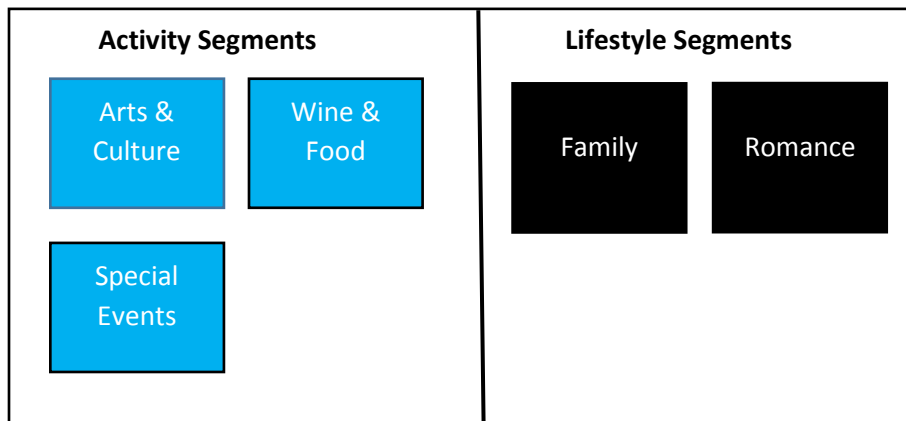 Activity Segments
Arts &
Culture
Wine &
Food
Special
Events
Lifestyle Segments
Family
Romance